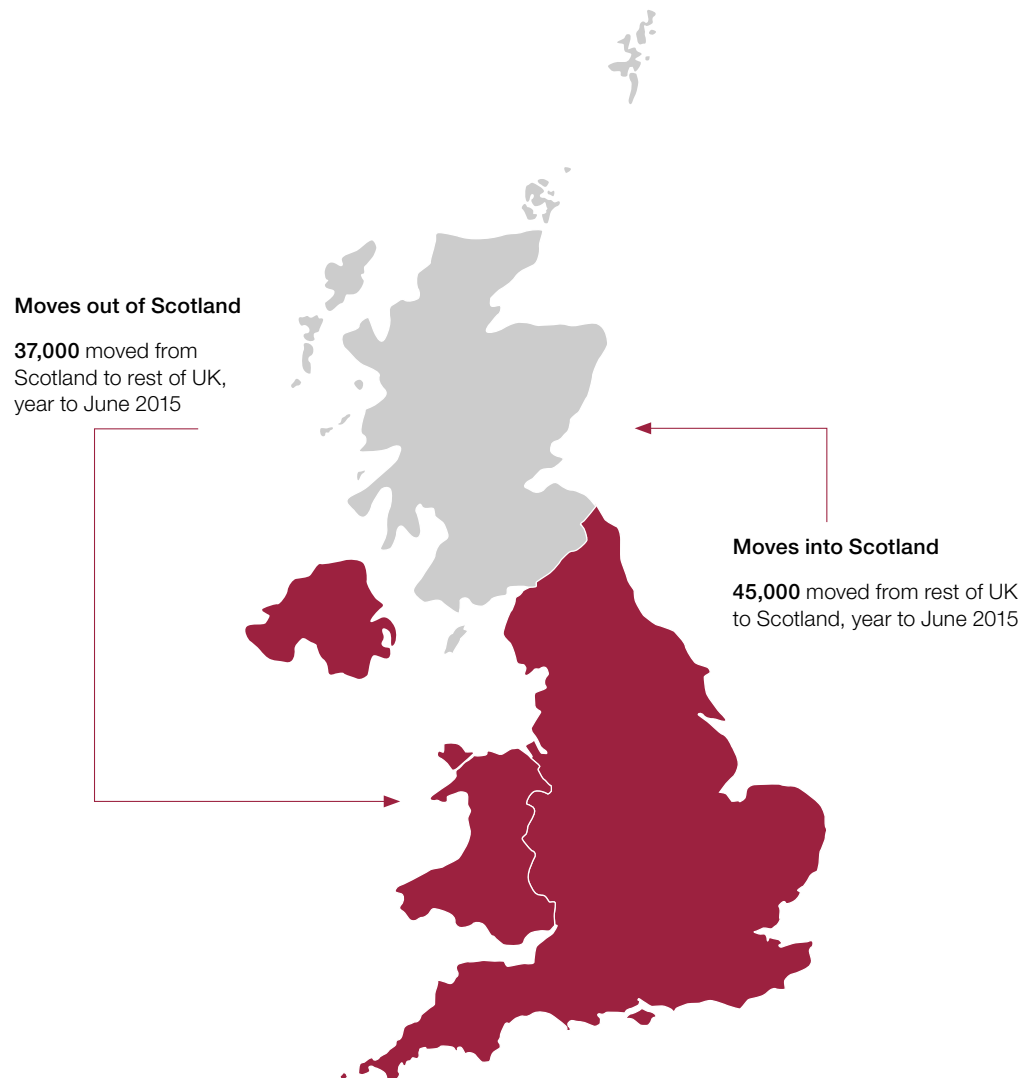 Moves out of Scotland
37,000 moved from
Scotland to rest of UK,
year to June 2015
Moves into Scotland
45,000 moved from rest of UK
to Scotland, year to June 2015